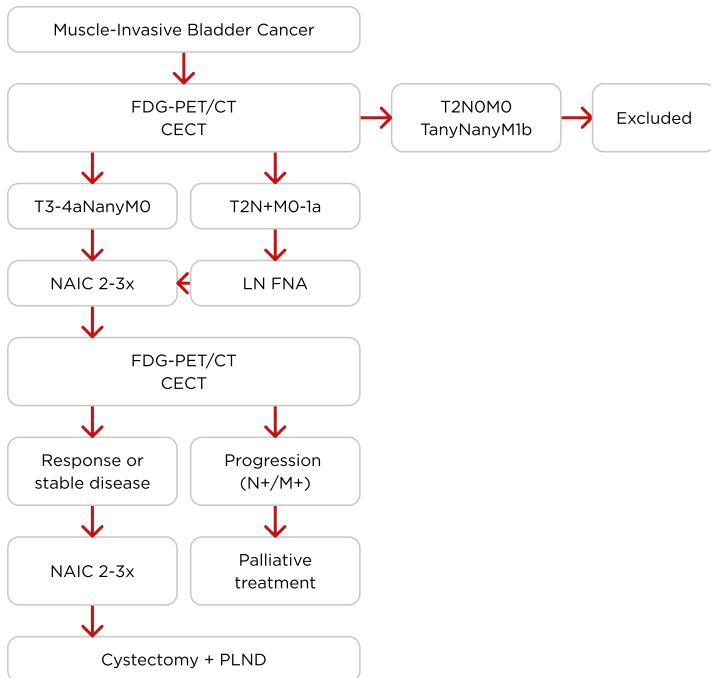 Muscle-Invasive Bladder Cancer
FDG-PET/CT
CECT
T2N0M0
TanyNanyM1b
Excluded
T3-4aNanyM0
T2N+M0-1a
NAIC 2-3x
LN FNA
FDG-PET/CT
CECT
Response or
stable disease
Progression
(N+/M+)
NAIC 2-3x
Palliative
treatment
Cystectomy + PLND